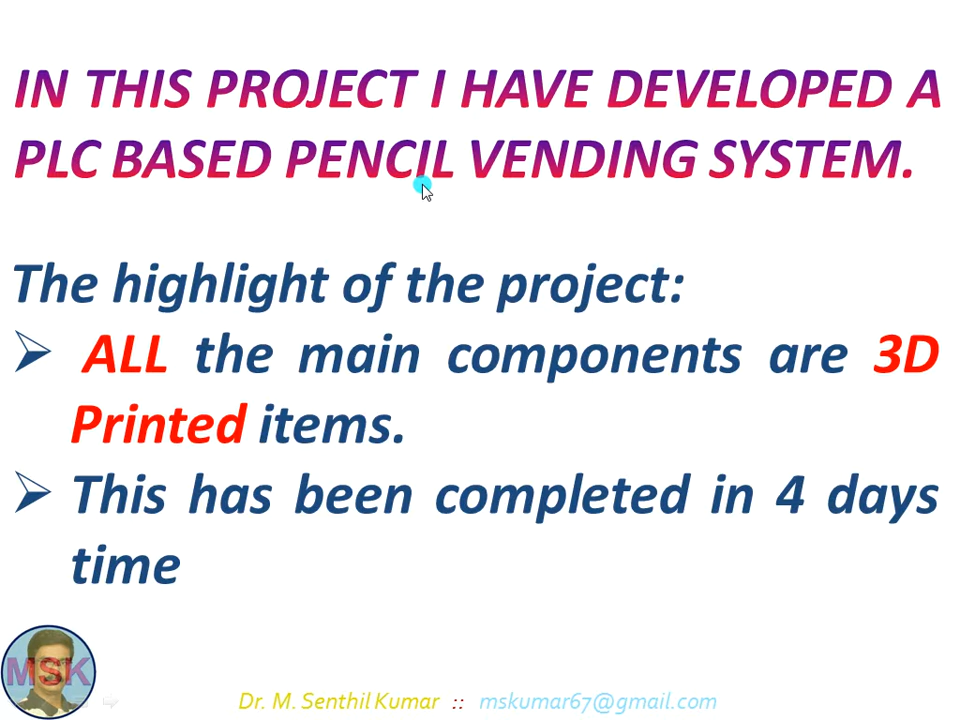 IN THIS PROJECT I HAVE DEVELOPED A
PLC BASED PENCIL VENDING SYSTEM.
The highlight of the project:
➢ ALL the main components are 3D
Printed items.
➢ This has been completed in 4 days
time
MSK
Dr. M. Senthil Kumar :: mskumar67@gmail.com